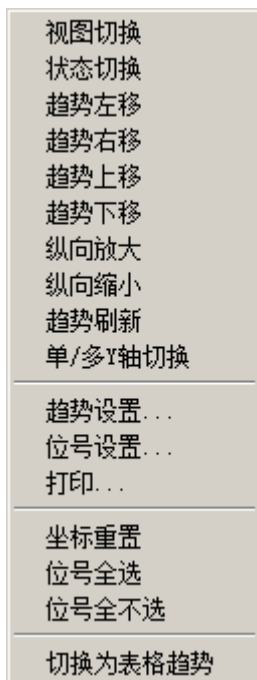 视图切换
状态切换
趋势左移
趋势右移
趋势上移
趋势下移
纵向放大
纵向缩小
趋势刷新
单/多Y轴切换
趋势设置...
位号设置...
打印...
坐标重置
位号全选
位号全不选
切换为表格趋势